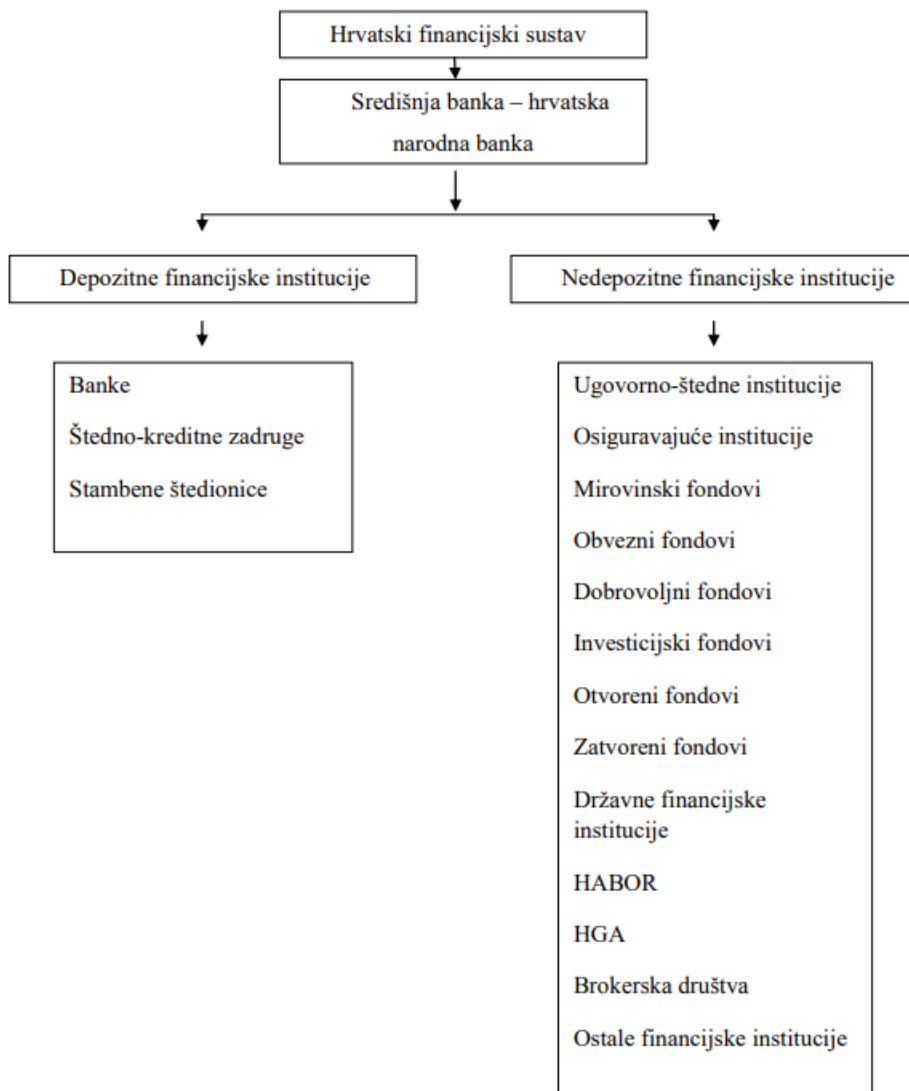 Hrvatski financijski sustav
Središnja banka – hrvatska
narodna banka
Depozitne financijske institucije
Nedepozitne financijske institucije
Banke
Štedno-kreditne zadruge
Stambene štedionice
Ugovorno-štedne institucije
Osiguravajuće institucije
Mirovinski fondovi
Obvezni fondovi
Dobrovoljni fondovi
Investicijski fondovi
Otvoreni fondovi
Zatvoreni fondovi
Državne financijske
institucije
HABOR
HGA
Brokerska društva
Ostale financijske institucije